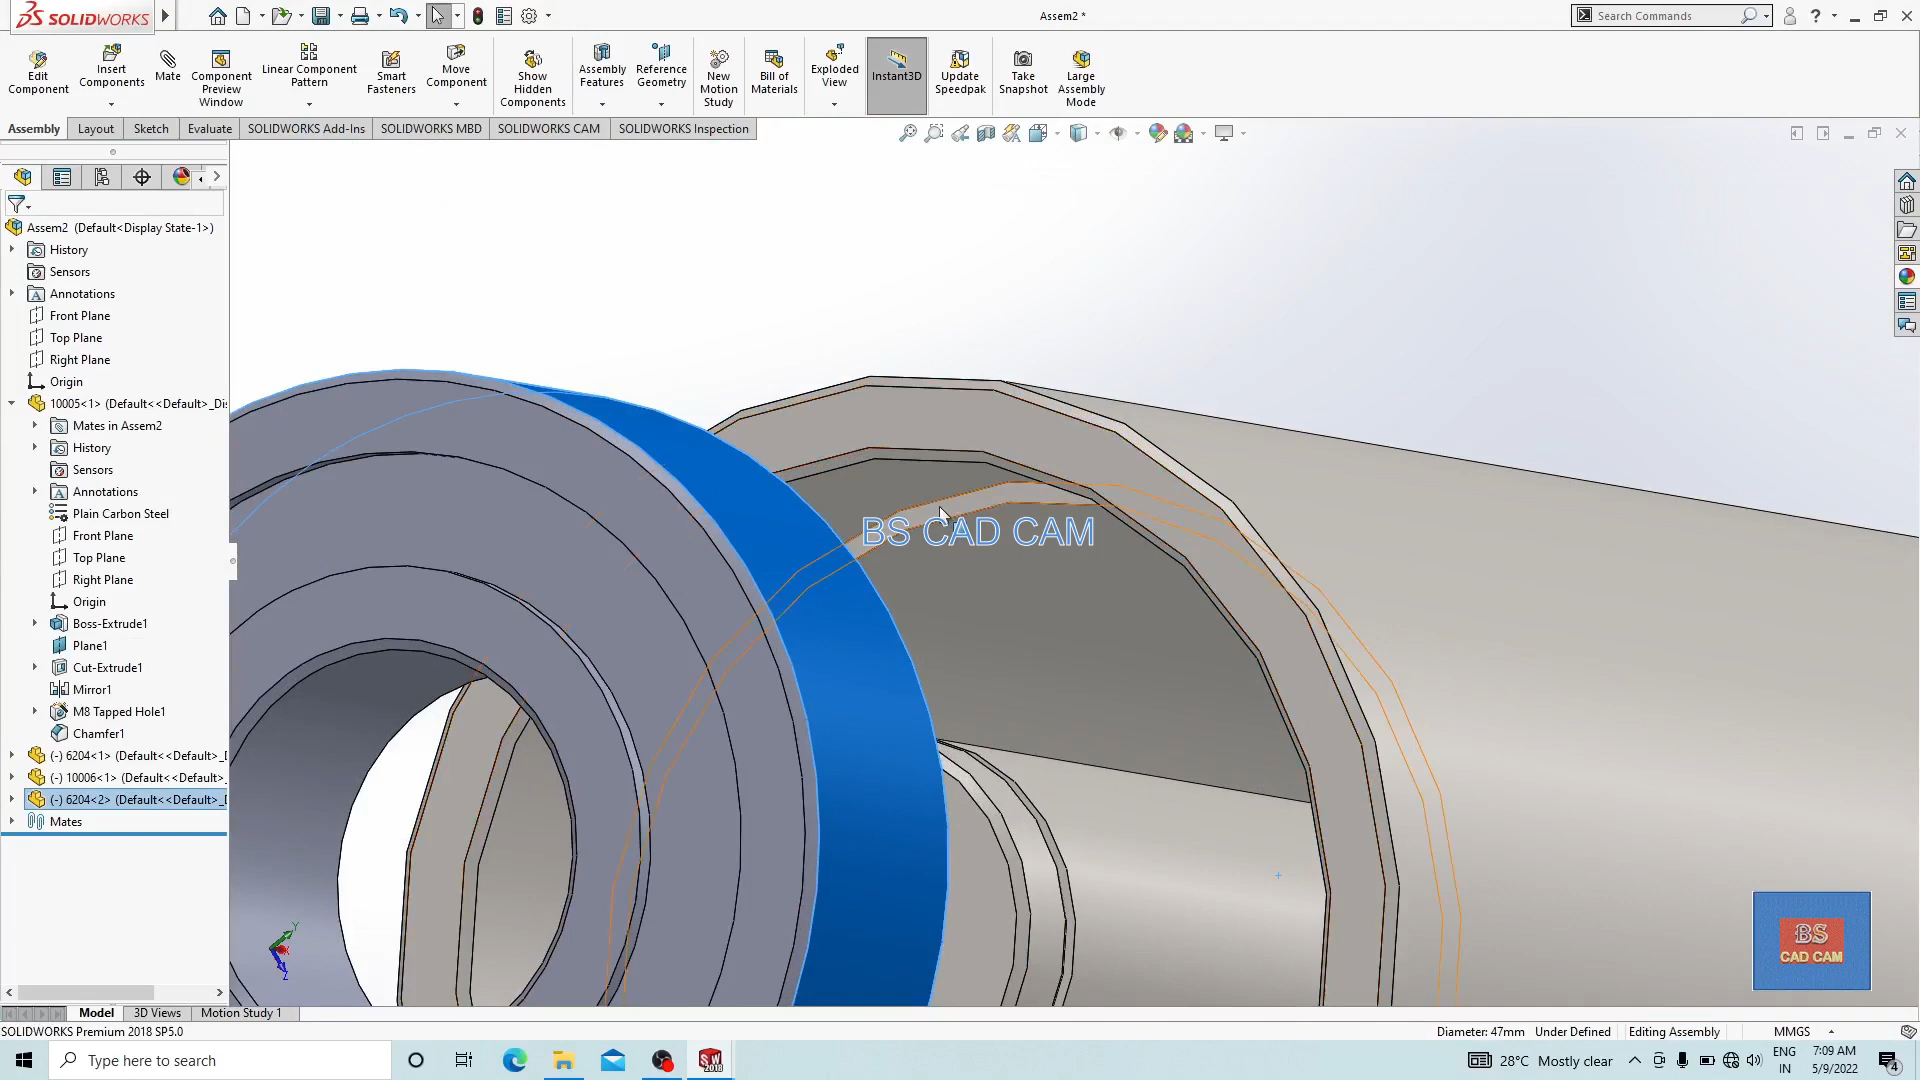 SOLIDWORKS
Assem2 *
Search Commands
Edit Component
Insert Components
Mate
Component Preview Window
Linear Component Pattern
Smart Fasteners
Move Component
Show Hidden Components
Assembly Features
Reference Geometry
New Motion Study
Bill of Materials
Exploded View
Instant3D
Update Speedpak
Take Snapshot
Large Assembly Mode
Assembly
Layout
Sketch
Evaluate
SOLIDWORKS Add-Ins
SOLIDWORKS MBD
SOLIDWORKS CAM
SOLIDWORKS Inspection
Assem2 (Default<Display State-1>)
History
Sensors
Annotations
Front Plane
Top Plane
Right Plane
Origin
10005<1> (Default<<Default>_Di
Mates in Assem2
History
Sensors
Annotations
Plain Carbon Steel
Front Plane
Top Plane
Right Plane
Origin
Boss-Extrude1
Plane1
Cut-Extrude1
Mirror1
M8 Tapped Hole1
Chamfer1
(-) 6204<1> (Default<<Default>_D
(-) 10006<1> (Default<<Default>_
(-) 6204<2> (Default<<Default>_D
Mates
BS CAD CAM
Y
X
Z
BS
CAD CAM
Model
3D Views
Motion Study 1
SOLIDWORKS Premium 2018 SP5.0
Diameter: 47mm
Under Defined
Editing Assembly
MMGS
Type here to search
SW
2018
28°C Mostly clear
ENG
IN
7:09 AM
5/9/2022
4